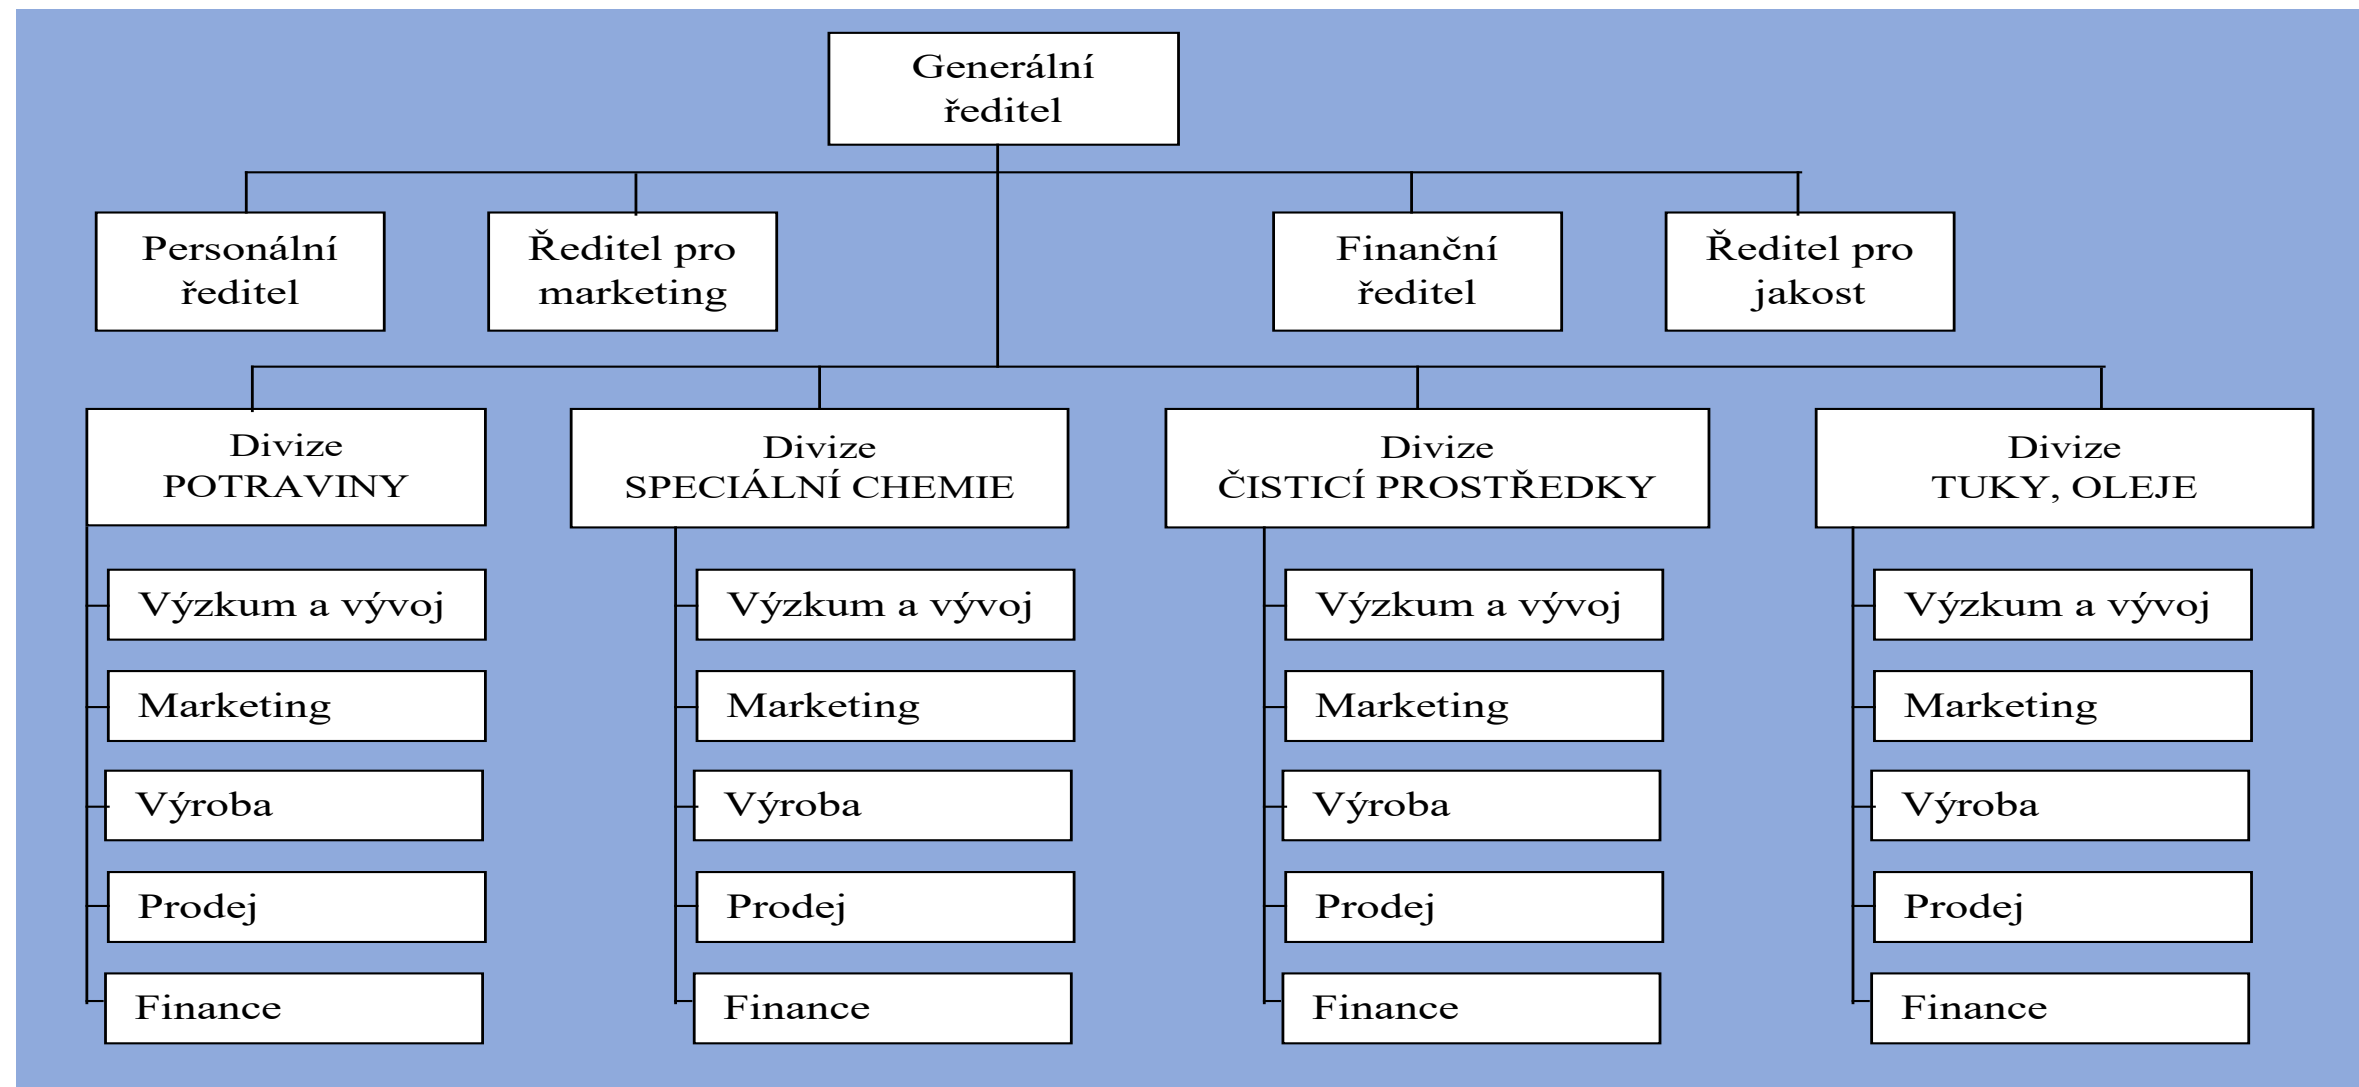 Generální
ředitel
Personální
ředitel
Ředitel pro
marketing
Finanční
ředitel
Ředitel pro
jakost
Divize
POTRAVINY
Divize
SPECIÁLNÍ CHEMIE
Divize
ČISTICÍ PROSTŘEDKY
Divize
TUKY, OLEJE
Výzkum a vývoj
Marketing
Výroba
Prodej
Finance
Výzkum a vývoj
Marketing
Výroba
Prodej
Finance
Výzkum a vývoj
Marketing
Výroba
Prodej
Finance
Výzkum a vývoj
Marketing
Výroba
Prodej
Finance